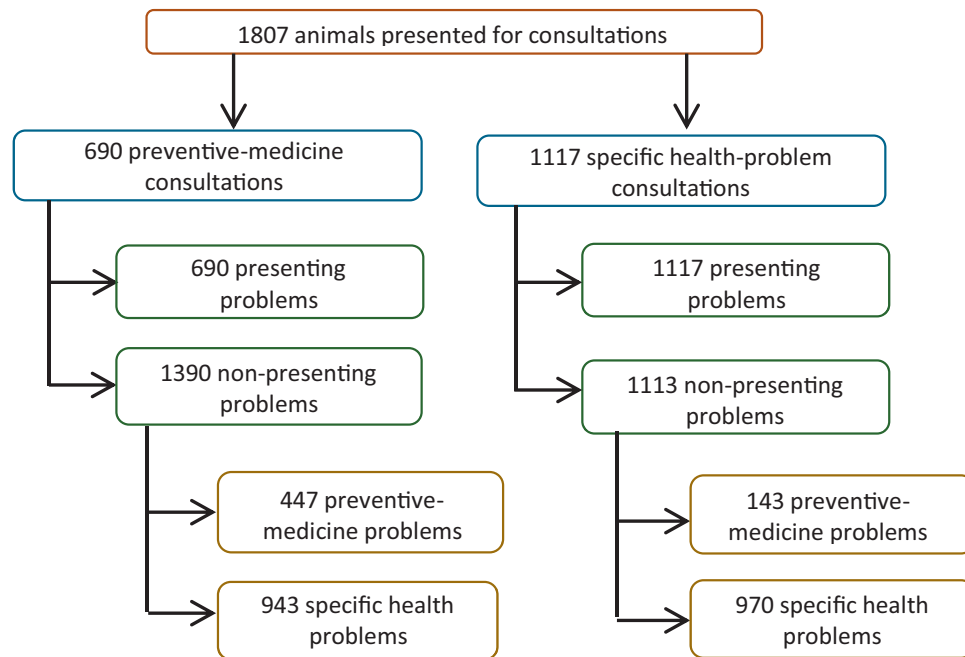 1807 animals presented for consultations
690 preventive-medicine
consultations
1117 specific health-problem
consultations
690 presenting
problems
1117 presenting
problems
1390 non-presenting
problems
1113 non-presenting
problems
447 preventive-
medicine problems
143 preventive-
medicine problems
943 specific health
problems
970 specific health
problems